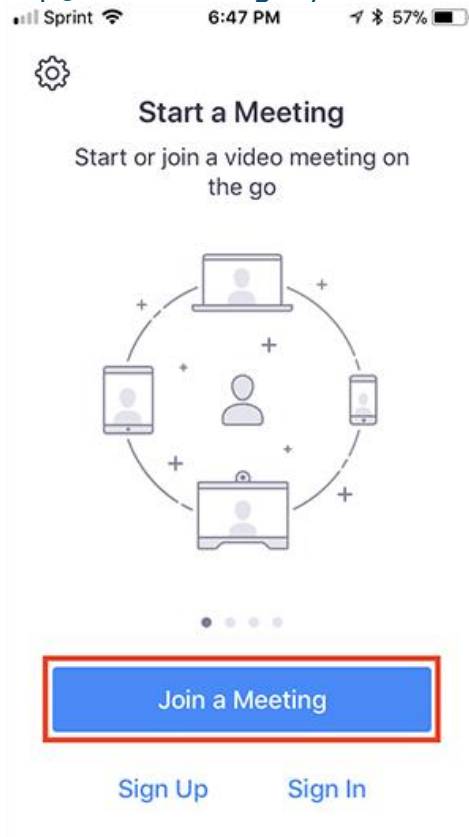 Sprint 6:47 PM 57%
Start a Meeting
Start or join a video meeting on
the go
Join a Meeting
Sign Up Sign In